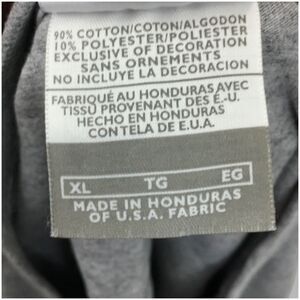 90% COTTON/COTON/ALGODON
10% POLYESTER/POLIESTER
EXCLUSIVE OF DECORATION
SANS ORNEMENTS
NO INCLUYE LA DECORACION
FABRIQUÉ AU HONDURAS AVEC
TISSU PROVENANT DES É.-U.
HECHO EN HONDURAS
CON TELA DE E.U.A.
XL TG EG
MADE IN HONDURAS
OF U.S.A. FABRIC